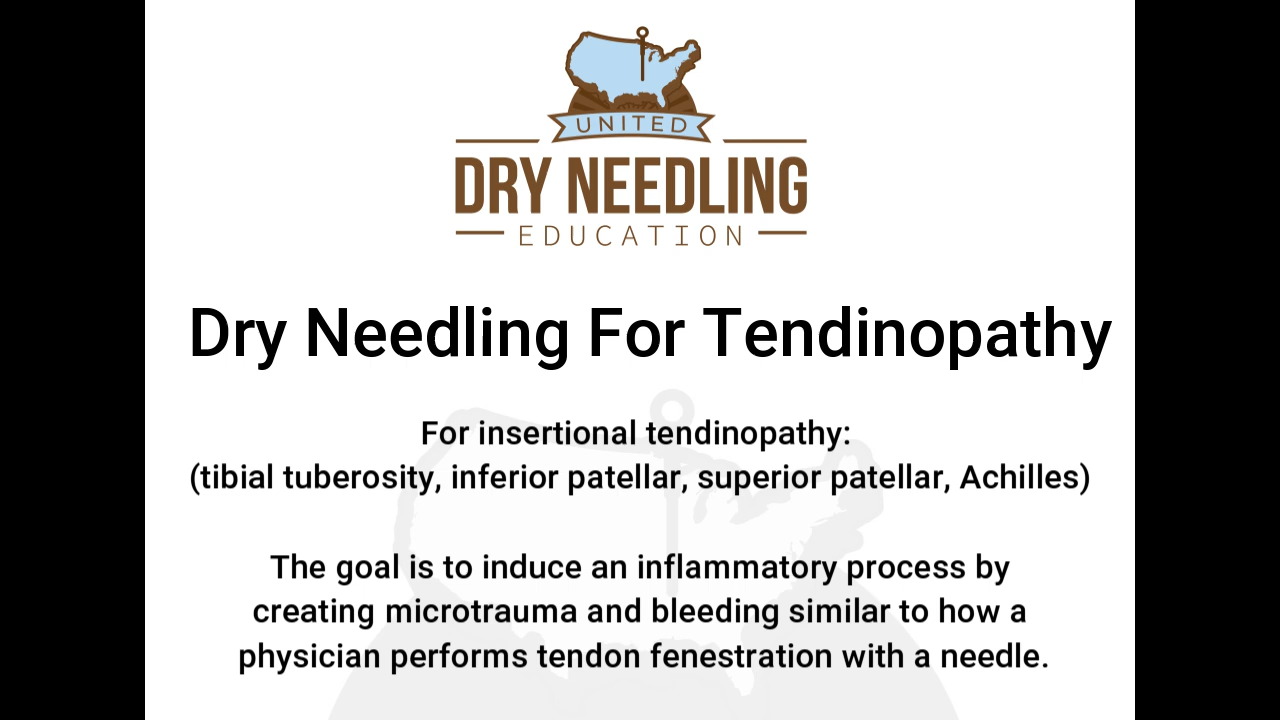 UNITED
DRY NEEDLING
EDUCATION
Dry Needling For Tendinopathy
For insertional tendinopathy:
(tibial tuberosity, inferior patellar, superior patellar, Achilles)
The goal is to induce an inflammatory process by
creating microtrauma and bleeding similar to how a
physician performs tendon fenestration with a needle.